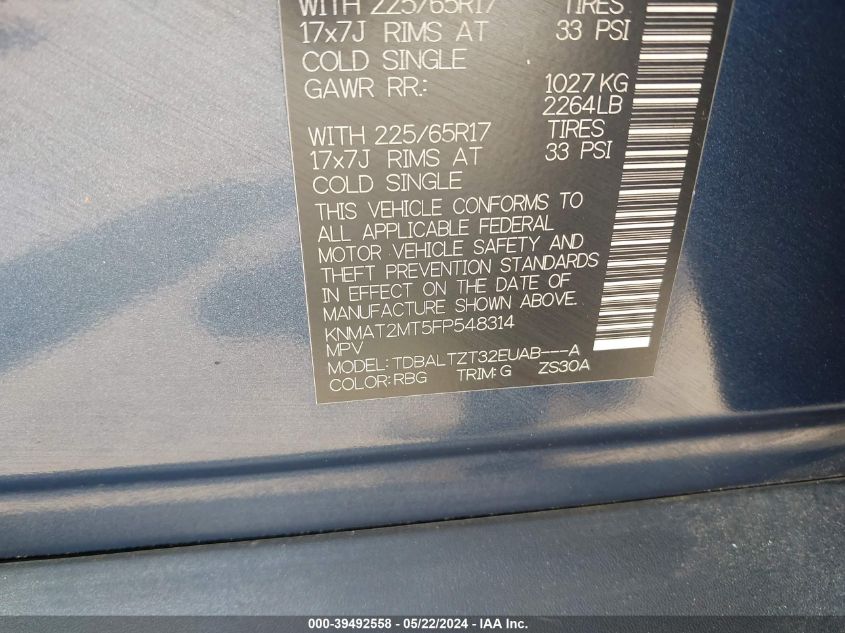 WITH 225/65R17 TIRES
17x7J RIMS AT 33 PSI
COLD SINGLE
GAWR RR: 1027 KG
2264LB
WITH 225/65R17 TIRES
17x7J RIMS AT 33 PSI
COLD SINGLE
THIS VEHICLE CONFORMS TO
ALL APPLICABLE FEDERAL
MOTOR VEHICLE SAFETY AND
THEFT PREVENTION STANDARDS
IN EFFECT ON THE DATE OF
MANUFACTURE SHOWN ABOVE.
KNMAT2MT5FP548314
MPV
MODEL: TDBALTZT32EUAB---A
COLOR:RBG TRIM:G ZS30A
000-39492558 - 05/22/2024 - IAA Inc.